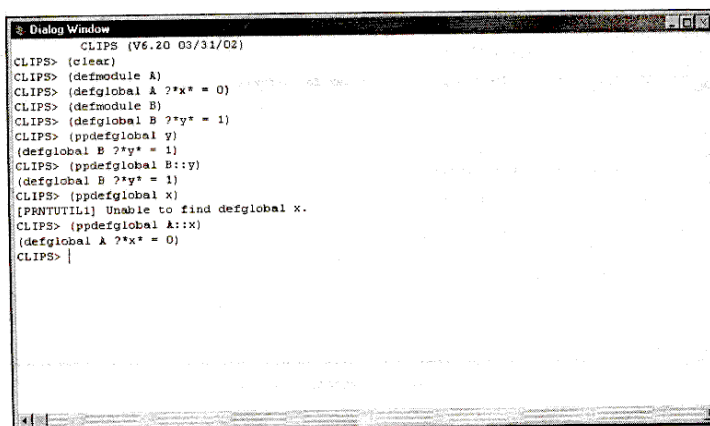 Dialog Window
CLIPS (V6.20 03/31/02)
CLIPS> (clear)
CLIPS> (defmodule A)
CLIPS> (defglobal A ?*x* = 0)
CLIPS> (defmodule B)
CLIPS> (defglobal B ?*y* = 1)
CLIPS> (ppdefglobal y)
(defglobal B ?*y* = 1)
CLIPS> (ppdefglobal B::y)
(defglobal B ?*y* = 1)
CLIPS> (ppdefglobal x)
[PRNTUTIL1] Unable to find defglobal x.
CLIPS> (ppdefglobal A::x)
(defglobal A ?*x* = 0)
CLIPS>